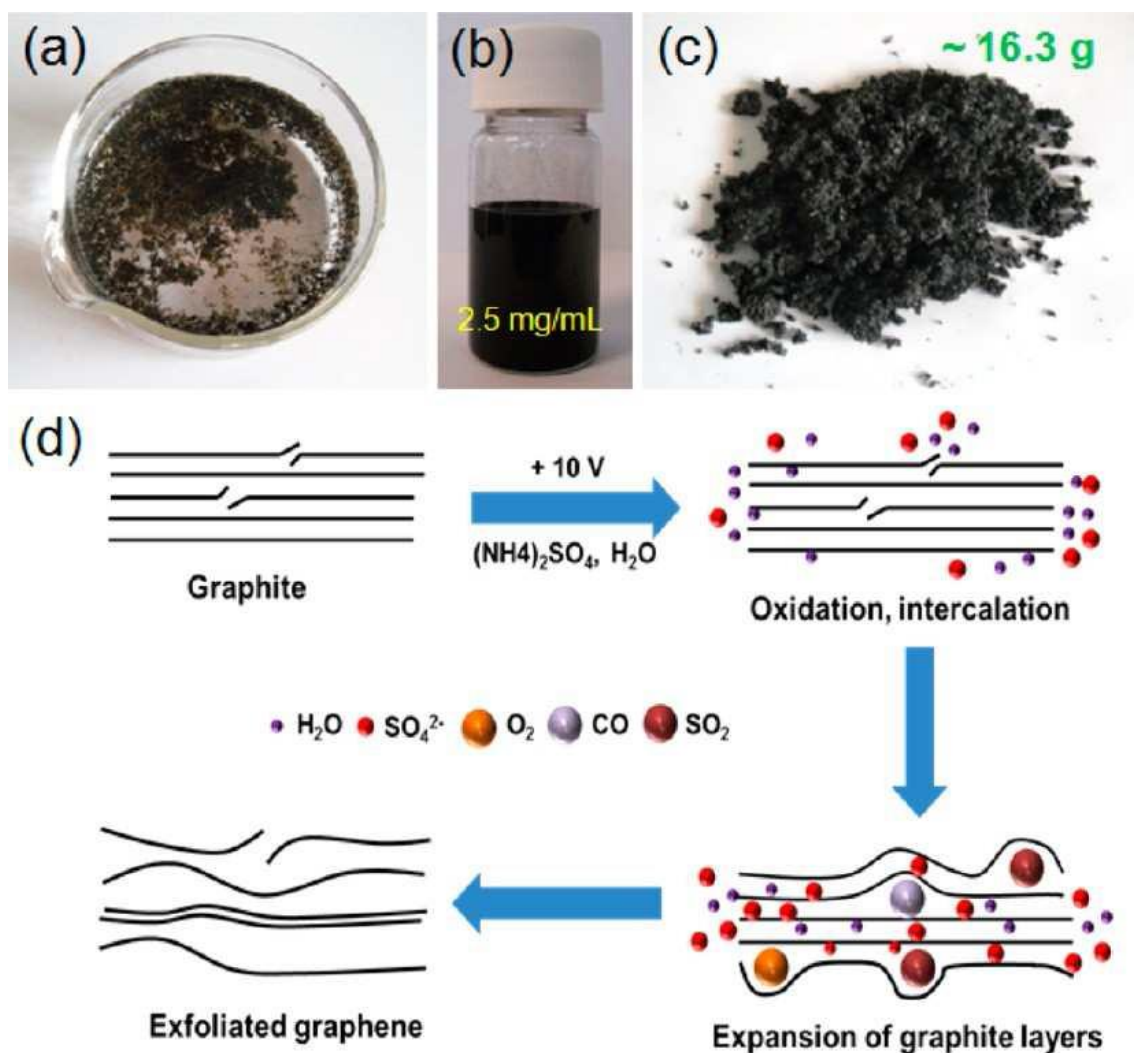 (a)
(b)
(c)
~ 16.3 g
2.5 mg/mL
(d)
+ 10 V
(NH4)₂SO₄, H₂O
Graphite
Oxidation, intercalation
H₂O SO₄²⁻ O₂ CO SO₂
Exfoliated graphene
Expansion of graphite layers